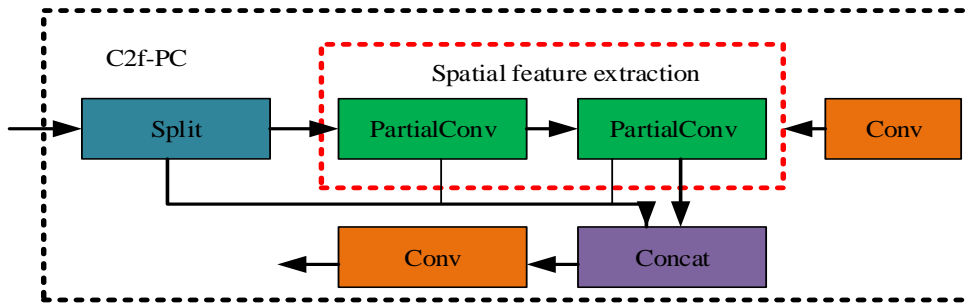 C2f-PC
Spatial feature extraction
Split
PartialConv
PartialConv
Conv
Conv
Concat